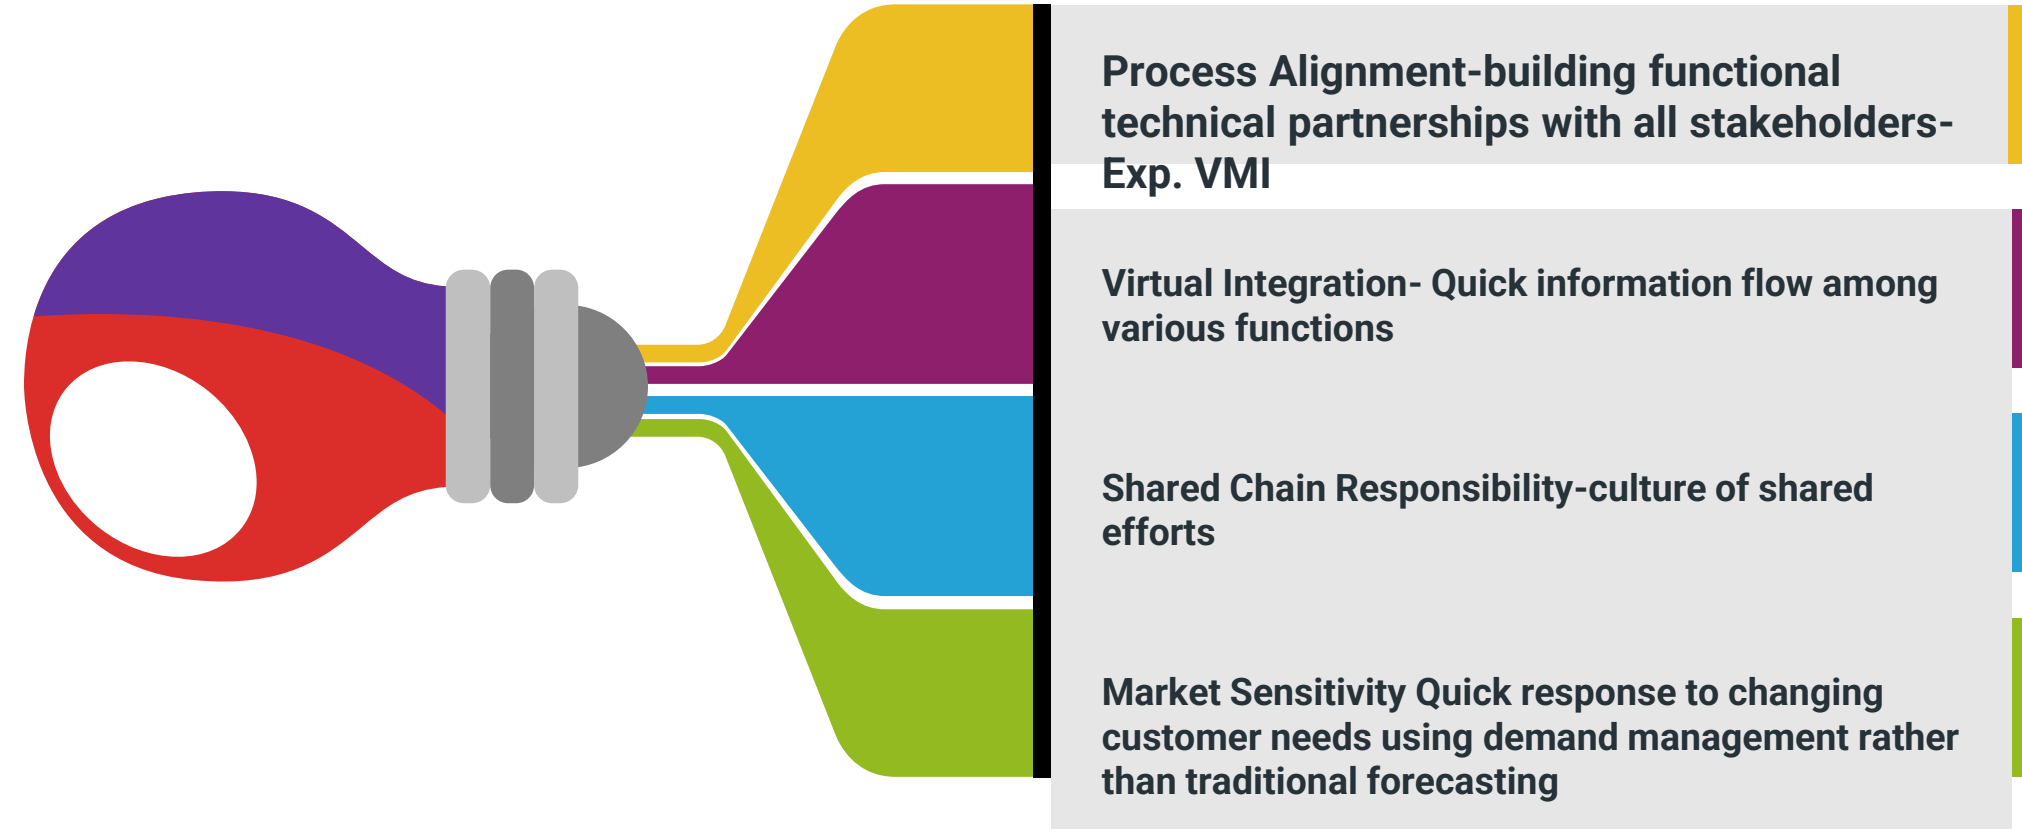 Process Alignment-building functional
technical partnerships with all stakeholders-
Exp. VMI
Virtual Integration- Quick information flow among
various functions
Shared Chain Responsibility-culture of shared
efforts
Market Sensitivity Quick response to changing
customer needs using demand management rather
than traditional forecasting